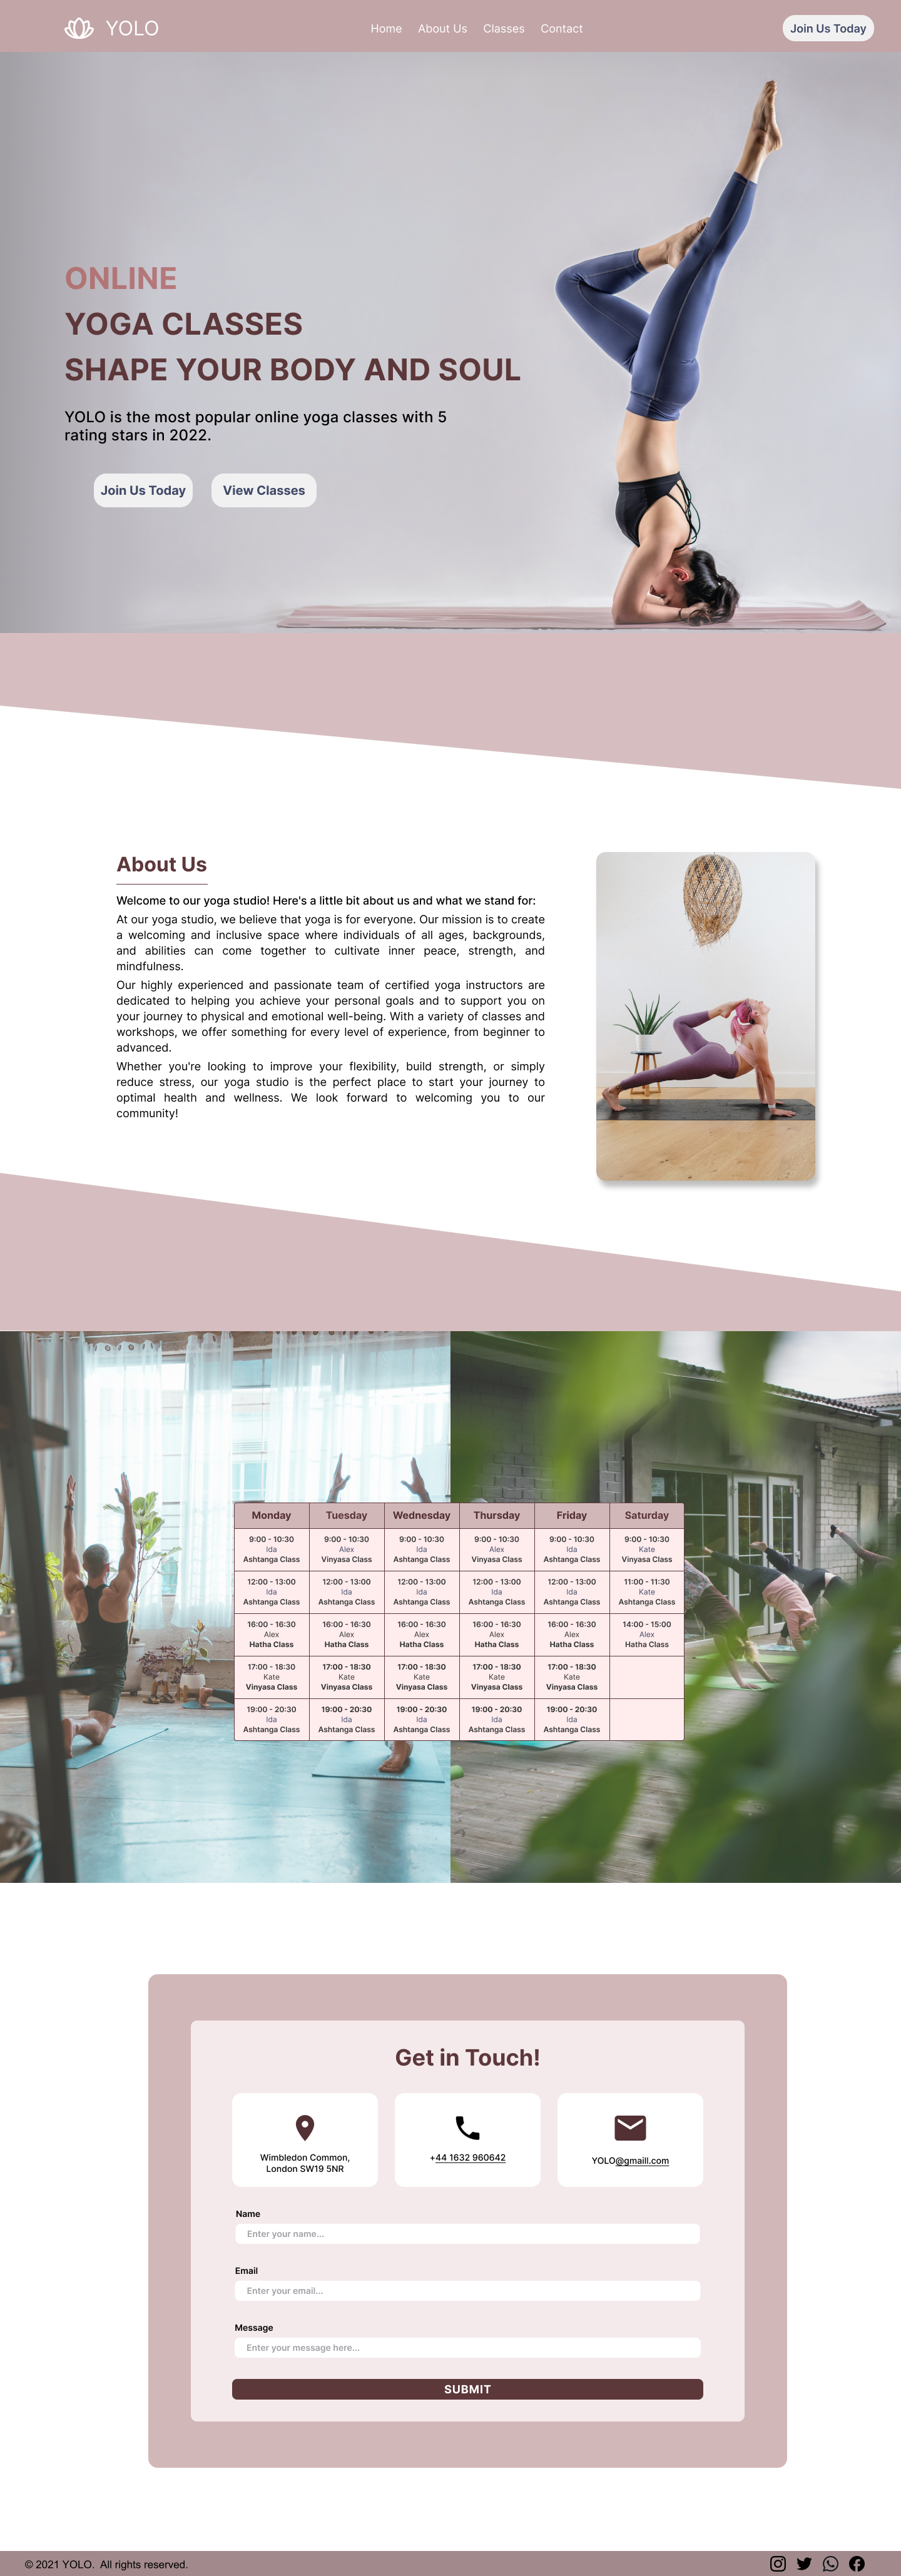 YOLO
Home About Us Classes Contact
Join Us Today
ONLINE
YOGA CLASSES
SHAPE YOUR BODY AND SOUL
YOLO is the most popular online yoga classes with 5
rating stars in 2022.
Join Us Today
View Classes
About Us
Welcome to our yoga studio! Here's a little bit about us and what we stand for:
At our yoga studio, we believe that yoga is for everyone. Our mission is to create
a welcoming and inclusive space where individuals of all ages, backgrounds,
and abilities can come together to cultivate inner peace, strength, and
mindfulness.
Our highly experienced and passionate team of certified yoga instructors are
dedicated to helping you achieve your personal goals and to support you on
your journey to physical and emotional well-being. With a variety of classes and
workshops, we offer something for every level of experience, from beginner to
advanced.
Whether you're looking to improve your flexibility, build strength, or simply
reduce stress, our yoga studio is the perfect place to start your journey to
optimal health and wellness. We look forward to welcoming you to our
community!
Monday Tuesday Wednesday Thursday Friday Saturday
9:00 - 10:30 9:00 - 10:30 9:00 - 10:30 9:00 - 10:30 9:00 - 10:30 9:00 - 10:30
Ida Alex Ida Alex Ida Kate
Ashtanga Class Vinyasa Class Ashtanga Class Vinyasa Class Ashtanga Class Vinyasa Class
12:00 - 13:00 12:00 - 13:00 12:00 - 13:00 12:00 - 13:00 12:00 - 13:00 11:00 - 11:30
Ida Ida Ida Ida Ida Kate
Ashtanga Class Ashtanga Class Ashtanga Class Ashtanga Class Ashtanga Class Ashtanga Class
16:00 - 16:30 16:00 - 16:30 16:00 - 16:30 16:00 - 16:30 16:00 - 16:30 14:00 - 15:00
Alex Alex Alex Alex Alex Alex
Hatha Class Hatha Class Hatha Class Hatha Class Hatha Class Hatha Class
17:00 - 18:30 17:00 - 18:30 17:00 - 18:30 17:00 - 18:30 17:00 - 18:30
Kate Kate Kate Kate Kate
Vinyasa Class Vinyasa Class Vinyasa Class Vinyasa Class Vinyasa Class
19:00 - 20:30 19:00 - 20:30 19:00 - 20:30 19:00 - 20:30 19:00 - 20:30
Ida Ida Ida Ida Ida
Ashtanga Class Ashtanga Class Ashtanga Class Ashtanga Class Ashtanga Class
Get in Touch!
Wimbledon Common,
London SW19 5NR
+44 1632 960642
YOLO@gmaill.com
Name
Enter your name...
Email
Enter your email...
Message
Enter your message here...
SUBMIT
© 2021 YOLO. All rights reserved.